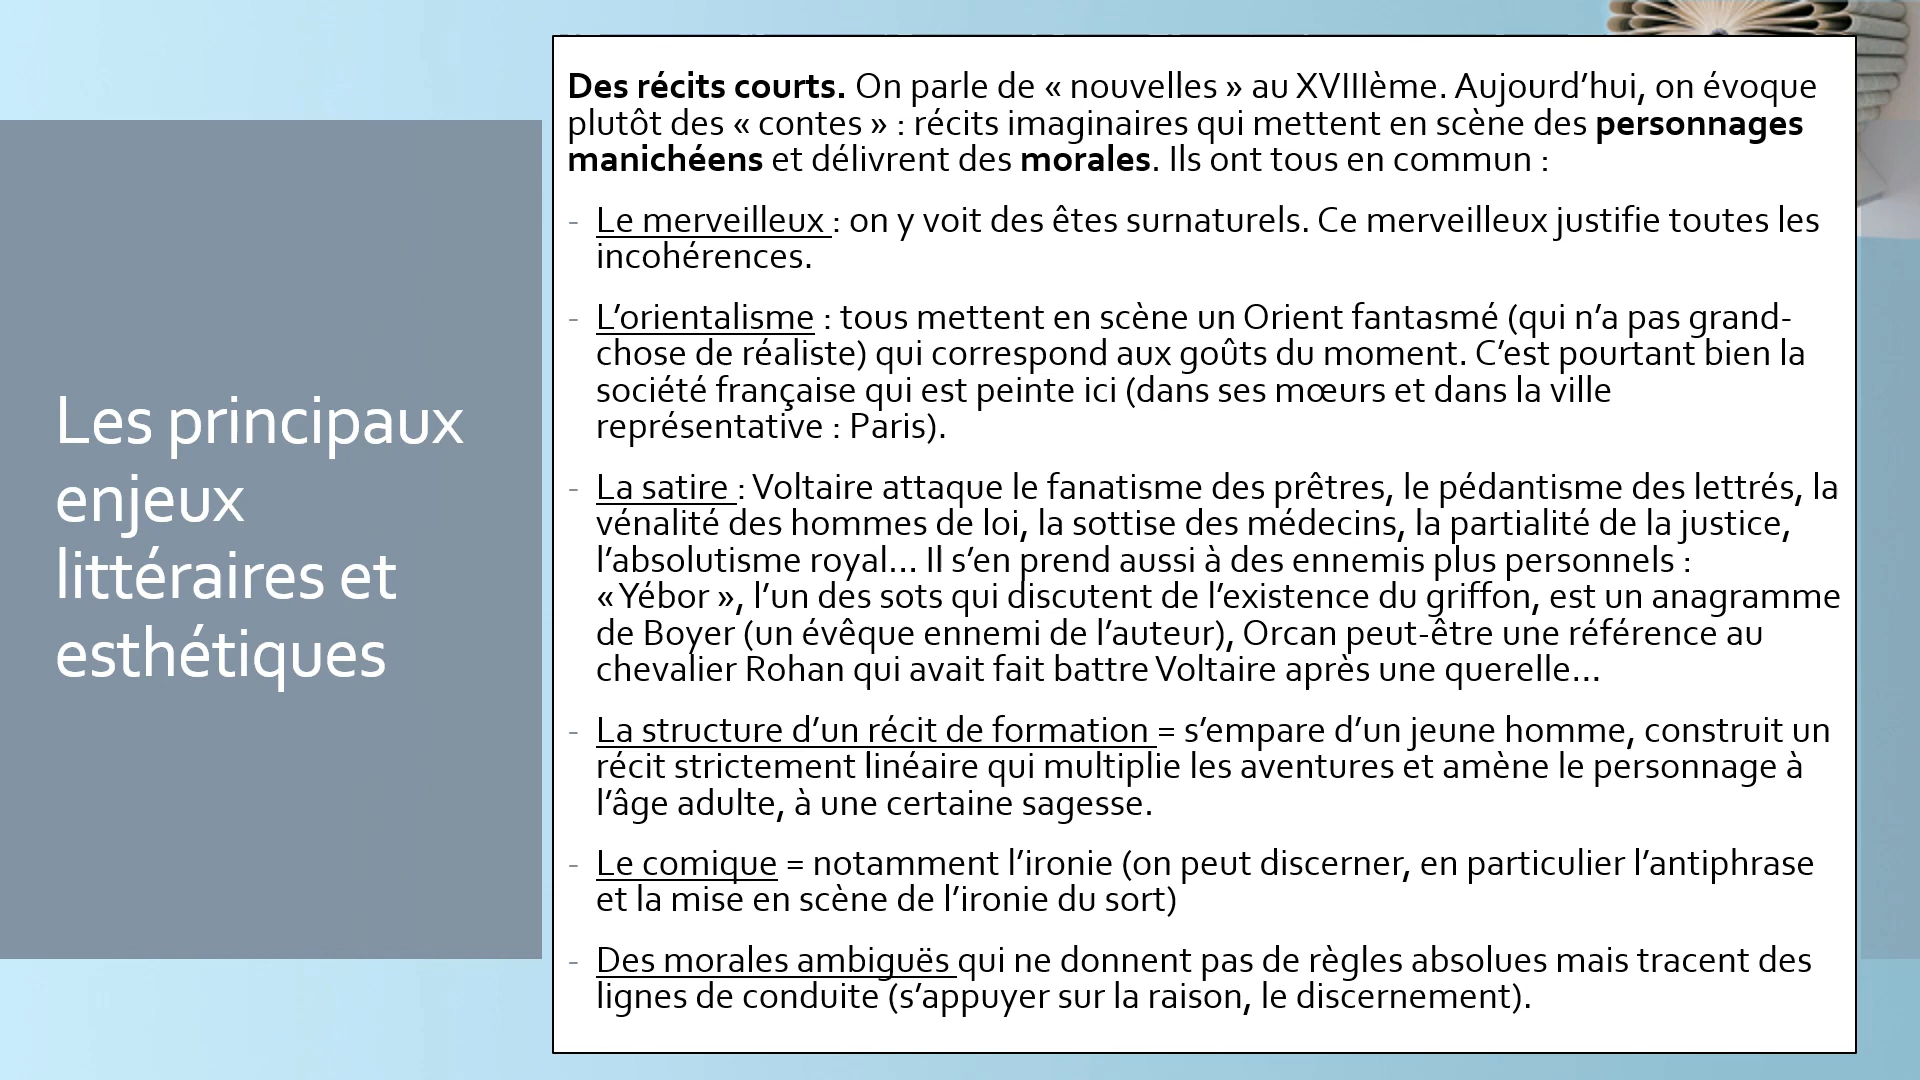 Les principaux
enjeux
littéraires et
esthétiques
Des récits courts. On parle de « nouvelles » au XVIIIème. Aujourd’hui, on évoque
plutôt des « contes » : récits imaginaires qui mettent en scène des personnages
manichéens et délivrent des morales. Ils ont tous en commun :
- Le merveilleux : on y voit des êtes surnaturels. Ce merveilleux justifie toutes les
incohérences.
- L’orientalisme : tous mettent en scène un Orient fantasmé (qui n’a pas grand-
chose de réaliste) qui correspond aux goûts du moment. C’est pourtant bien la
société française qui est peinte ici (dans ses mœurs et dans la ville
représentative : Paris).
- La satire : Voltaire attaque le fanatisme des prêtres, le pédantisme des lettrés, la
vénalité des hommes de loi, la sottise des médecins, la partialité de la justice,
l’absolutisme royal… Il s’en prend aussi à des ennemis plus personnels :
« Yébor », l’un des sots qui discutent de l’existence du griffon, est un anagramme
de Boyer (un évêque ennemi de l’auteur), Orcan peut-être une référence au
chevalier Rohan qui avait fait battre Voltaire après une querelle…
- La structure d’un récit de formation = s’empare d’un jeune homme, construit un
récit strictement linéaire qui multiplie les aventures et amène le personnage à
l’âge adulte, à une certaine sagesse.
- Le comique = notamment l’ironie (on peut discerner, en particulier l’antiphrase
et la mise en scène de l’ironie du sort)
- Des morales ambiguës qui ne donnent pas de règles absolues mais tracent des
lignes de conduite (s’appuyer sur la raison, le discernement).